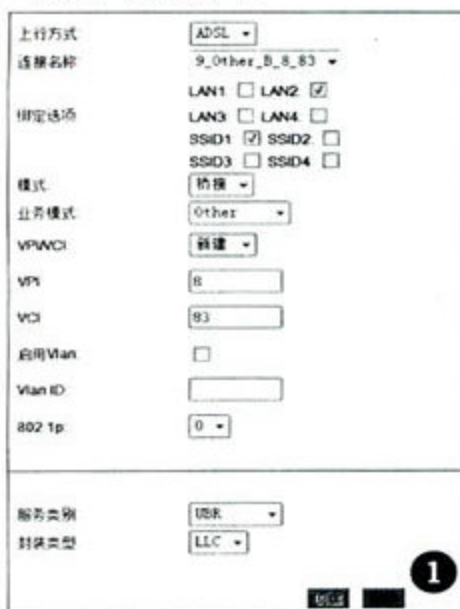 上行方式 ADSL
连接名称 9_Other_B_8_83
绑定选项
LAN1 LAN2
LAN3 LAN4
SSID1 SSID2
SSID3 SSID4
模式 桥接
业务模式 Other
VPI/VCI 新建
VPI 8
VCI 83
启用Vlan
Vlan ID
802.1p 0
服务类别 UBR
封装类型 LLC
1